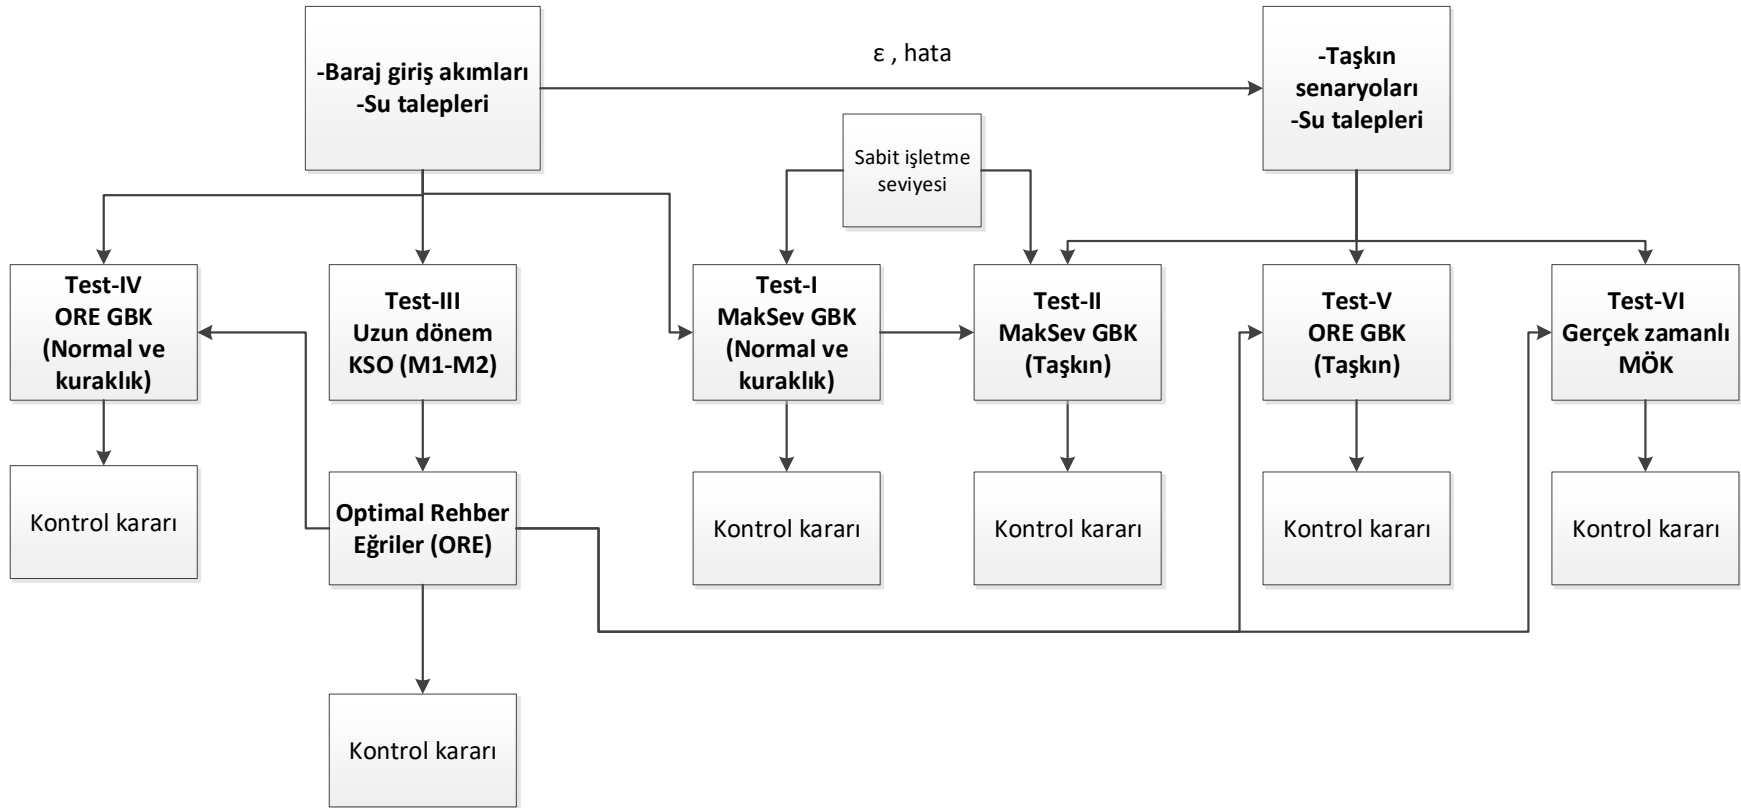 -Baraj giriş akımları
-Su talepleri
ε , hata
-Taşkın
senaryoları
-Su talepleri
Sabit işletme
seviyesi
Test-IV
ORE GBK
(Normal ve
kuraklık)
Test-III
Uzun dönem
KSO (M1-M2)
Test-I
MakSev GBK
(Normal ve
kuraklık)
Test-II
MakSev GBK
(Taşkın)
Test-V
ORE GBK
(Taşkın)
Test-VI
Gerçek zamanlı
MÖK
Kontrol kararı
Optimal Rehber
Eğriler (ORE)
Kontrol kararı
Kontrol kararı
Kontrol kararı
Kontrol kararı
Kontrol kararı